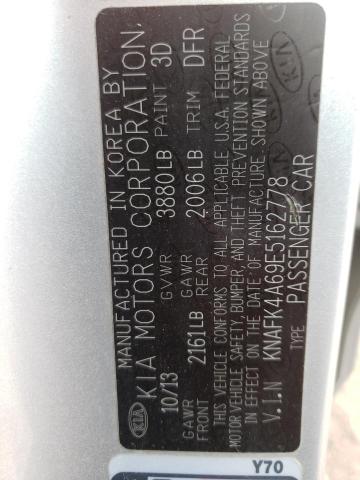 MANUFACTURED IN KOREA BY
KIA MOTORS CORPORATION.
10/13 GVWR 3880LB PAINT 3D
GAWR FRONT 2161LB GAWR REAR 2006LB TRIM DFR
THIS VEHICLE CONFORMS TO ALL APPLICABLE U.S.A. FEDERAL
MOTOR VEHICLE SAFETY BUMPER, AND THEFT PREVENTION STANDARDS
IN EFFECT ON THE DATE OF MANUFACTURE. SHOWN ABOVE
V.I.N KNAFK4A69E5162778
TYPE PASSENGER CAR
KIA
KIA
Y70